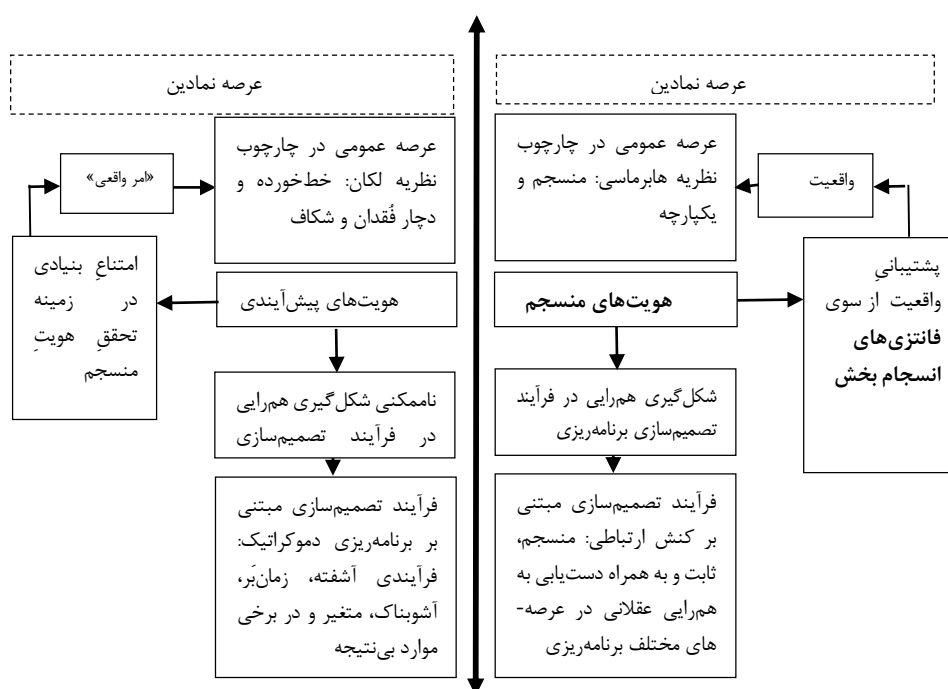 عرصه نمادین
عرصه عمومی در چارچوب
نظریه هابرماسی: منسجم و
یکپارچه
واقعیت
پشتیبانیِ
واقعیت از سوی
فانتزی‌های
انسجام بخش
هویت‌های منسجم
شکل‌گیری هم‌رایی در فرآیند
تصمیم‌سازی برنامه‌ریزی
فرآیند تصمیم‌سازی مبتنی
بر کنش ارتباطی: منسجم،
ثابت و به همراه دست‌یابی به
هم‌رایی عقلانی در عرصه-
های مختلف برنامه‌ریزی
عرصه نمادین
عرصه عمومی در چارچوب
نظریه لکان: خط‌خورده و
دچار فُقدان و شکاف
«امر واقعی»
امتناعِ بنیادی
در زمینه
تحققِ هویتِ
منسجم
هویت‌های پیش‌آیندی
ناممکنی شکل‌گیری هم‌رایی
در فرآیند تصمیم‌سازی
فرآیند تصمیم‌سازی مبتنی
بر برنامه‌ریزی دموکراتیک:
فرآیندی آشفته، زمان‌بَر،
آشوبناک، متغیر و در برخی
موارد بی‌نتیجه